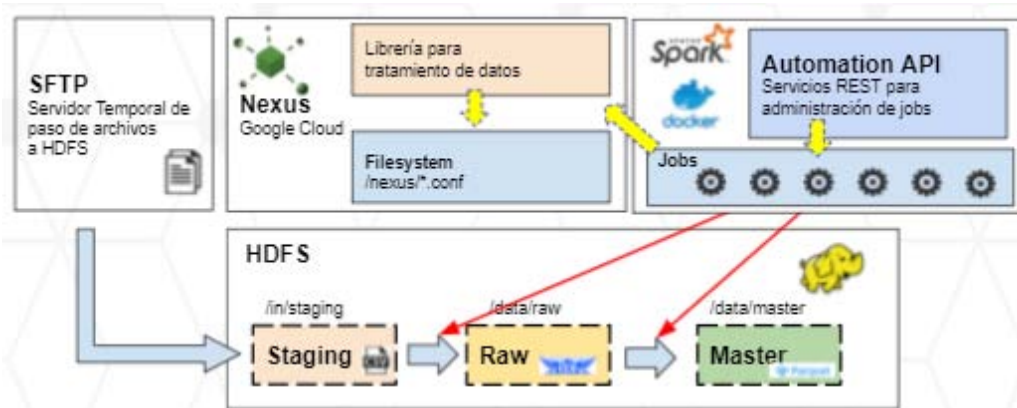 SFTP
Servidor Temporal de
paso de archivos
a HDFS
Nexus
Google Cloud
Librería para
tratamiento de datos
Filesystem
/nexus/*.conf
Spark
docker
Automation API
Servicios REST para
administración de jobs
Jobs
HDFS
/in/staging
/data/raw
/data/master
Staging
Raw
Master
Parquet